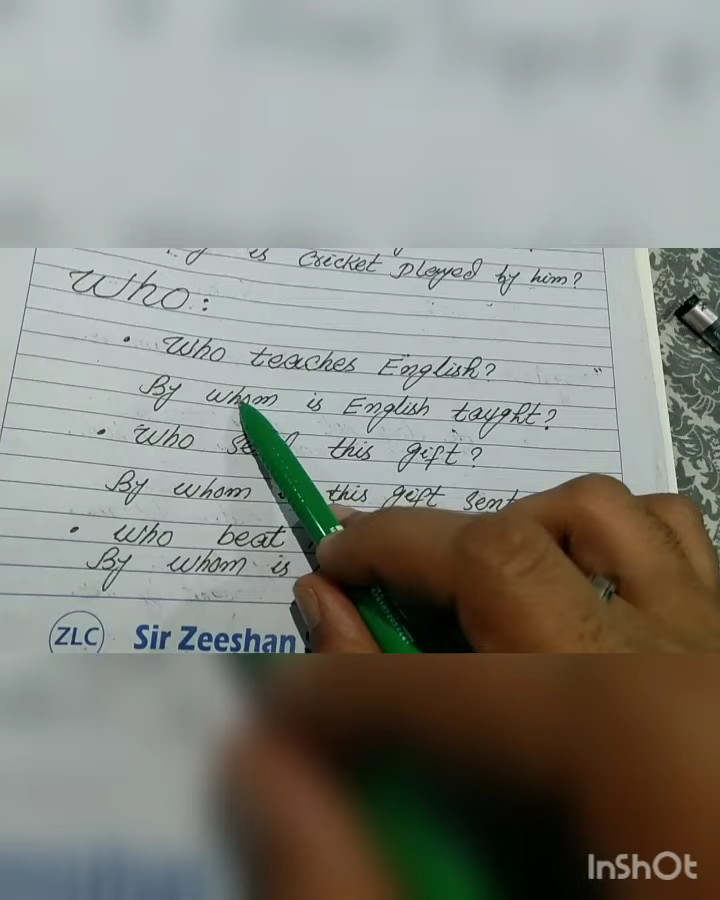 is Cricket Played by him?
Who:
• Who teaches English?
By whom is English taught?
• Who this gift?
By whom this gift sent
• Who beat
By whom is
ZLC Sir Zeeshan
InShOt